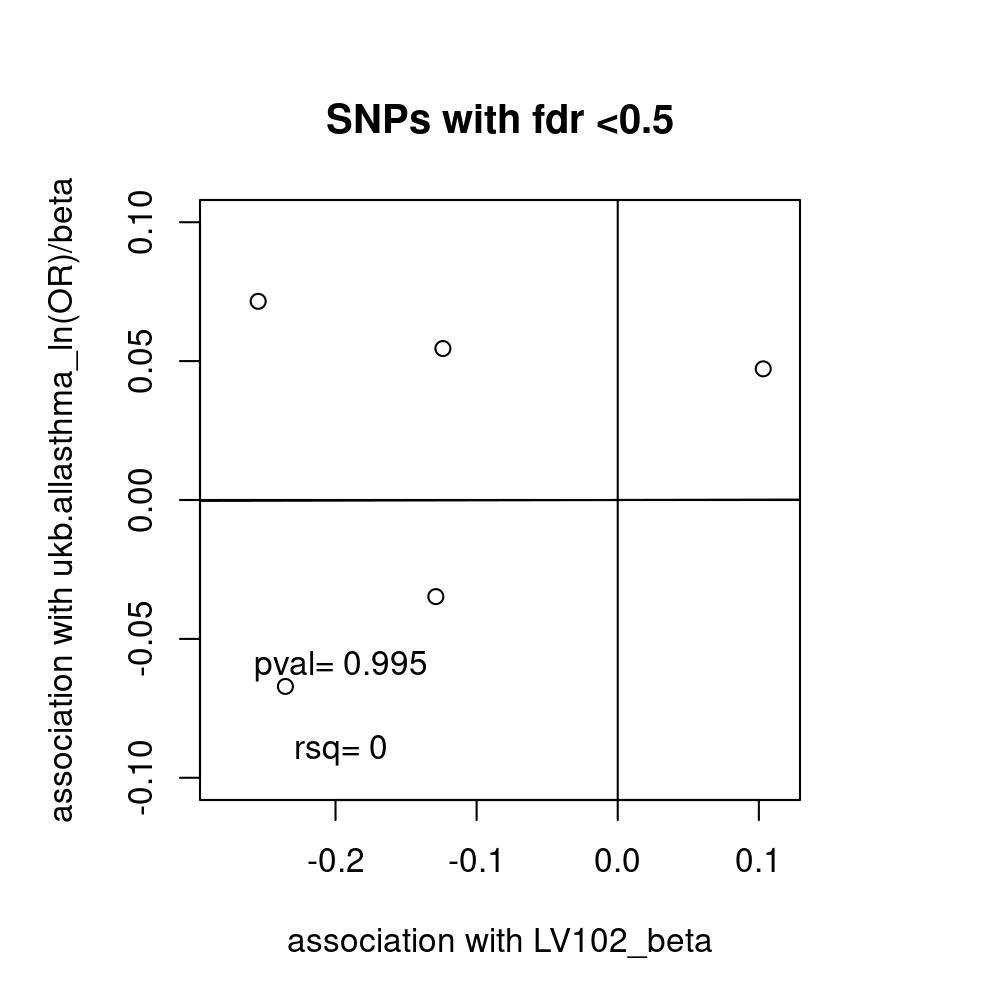 SNPs with fdr <0.5
association with ukb.allasthma_ln(OR)/beta
0.10
0.05
0.00
-0.05
-0.10
pval= 0.995
rsq= 0
-0.2
-0.1
0.0
0.1
association with LV102_beta